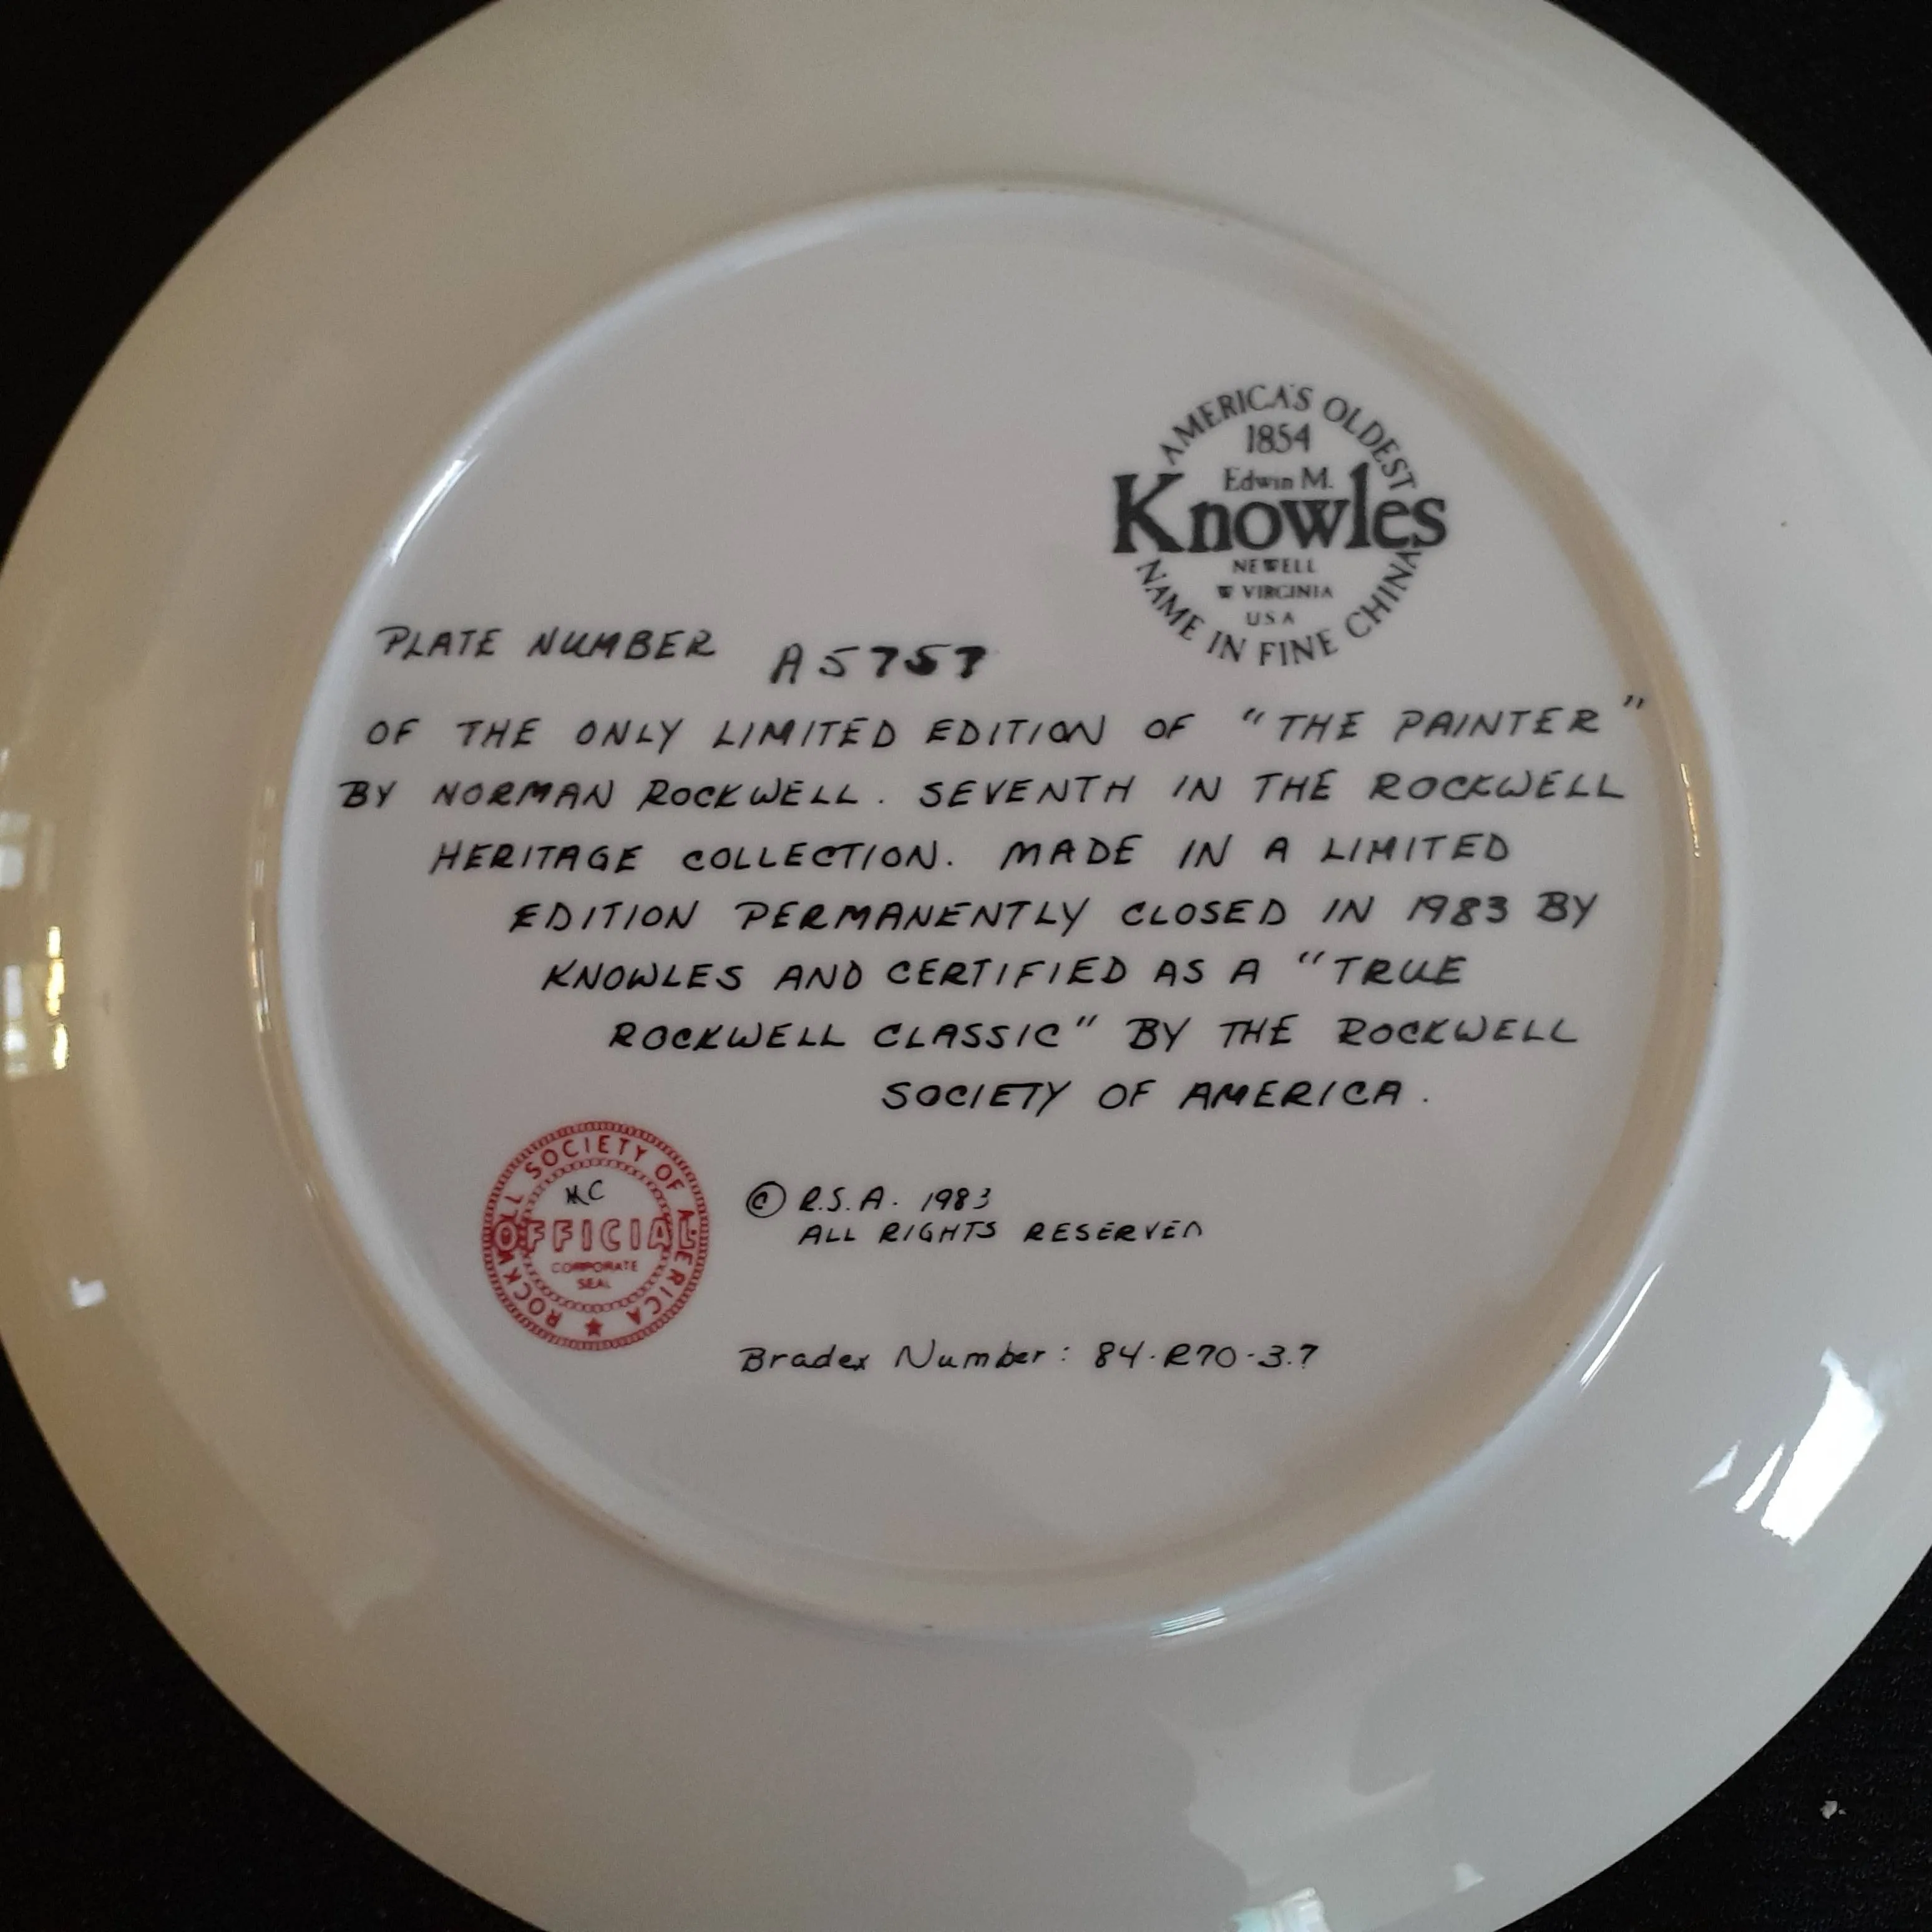 AMERICA'S OLDEST
1854
Edwin M.
Knowles
NEWELL
W VIRGINIA
USA
NAME IN FINE CHINA
PLATE NUMBER A5757
OF THE ONLY LIMITED EDITION OF "THE PAINTER"
BY NORMAN ROCKWELL. SEVENTH IN THE ROCKWELL
HERITAGE COLLECTION. MADE IN A LIMITED
EDITION PERMANENTLY CLOSED IN 1983 BY
KNOWLES AND CERTIFIED AS A "TRUE
ROCKWELL CLASSIC" BY THE ROCKWELL
SOCIETY OF AMERICA.
ROCKWELL SOCIETY OF AMERICA ★
MC
OFFICIAL
CORPORATE
SEAL
© R.S.A. 1983
ALL RIGHTS RESERVED
Bradex Number: 84-R70-3.7